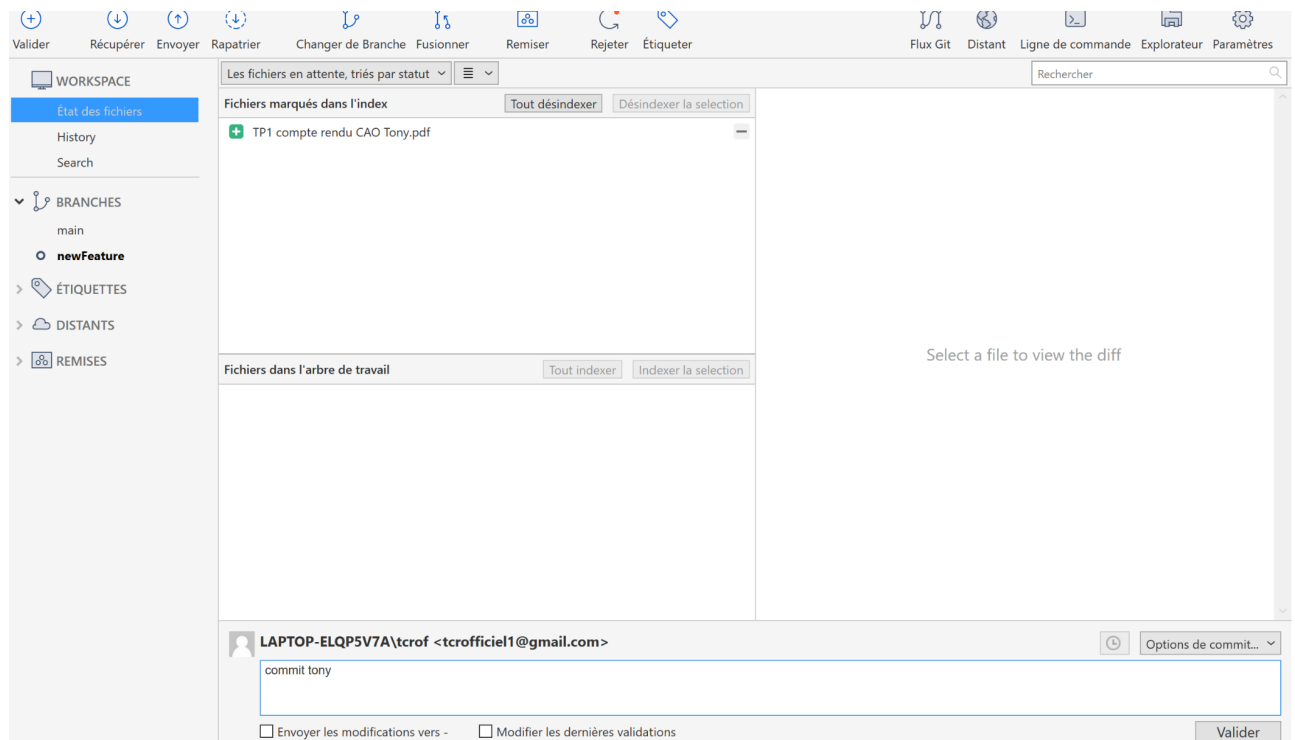 Valider Récupérer Envoyer Rapatrier Changer de Branche Fusionner Remiser Rejeter Étiqueter Flux Git Distant Ligne de commande Explorateur Paramètres
WORKSPACE
État des fichiers
History
Search
BRANCHES
main
newFeature
ÉTIQUETTES
DISTANTS
REMISES
Les fichiers en attente, triés par statut
Rechercher
Fichiers marqués dans l'index Tout désindexer Désindexer la selection
TP1 compte rendu CAO Tony.pdf
Fichiers dans l'arbre de travail Tout indexer Indexer la selection
Select a file to view the diff
LAPTOP-ELQP5V7A\tcrof <tcrofficiel1@gmail.com>
Options de commit...
commit tony
Envoyer les modifications vers - Modifier les dernières validations Valider